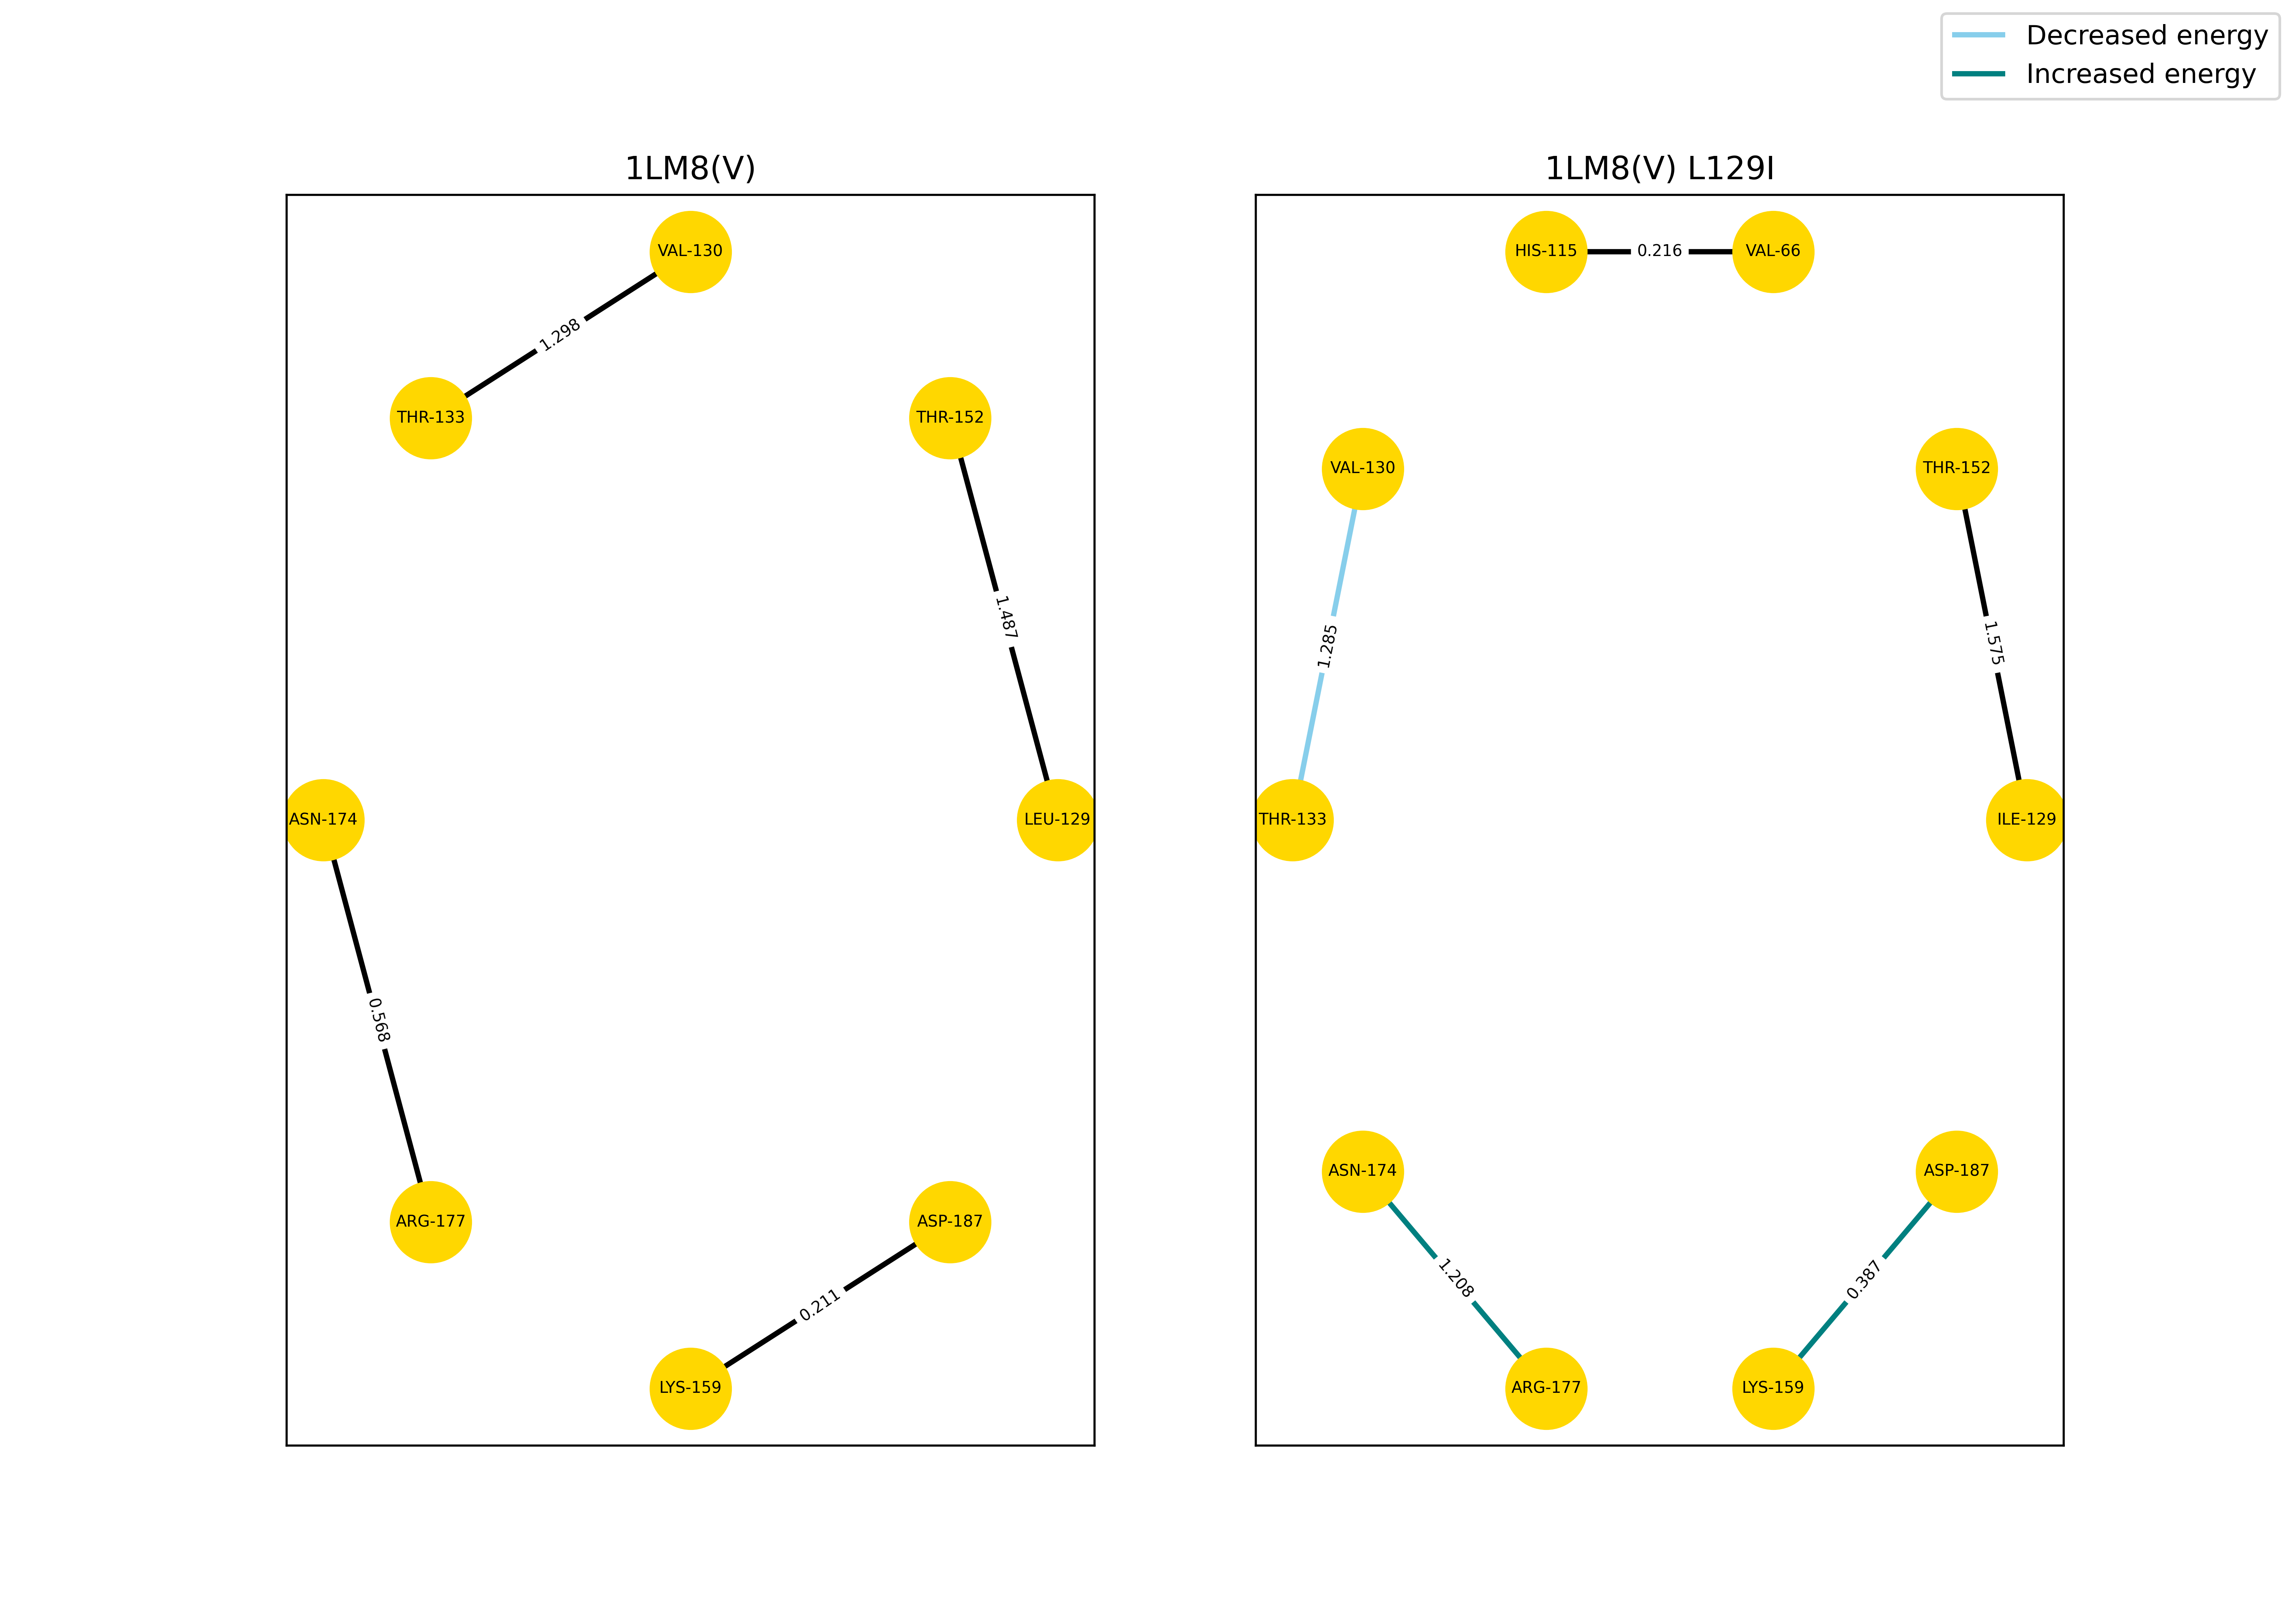 Decreased energy
Increased energy
1LM8(V)
VAL-130
1.298
THR-133
THR-152
1.487
ASN-174
LEU-129
0.568
ARG-177
ASP-187
0.211
LYS-159
1LM8(V) L129I
HIS-115
0.216
VAL-66
VAL-130
THR-152
1.285
1.575
THR-133
ILE-129
ASN-174
ASP-187
1.208
0.387
ARG-177
LYS-159